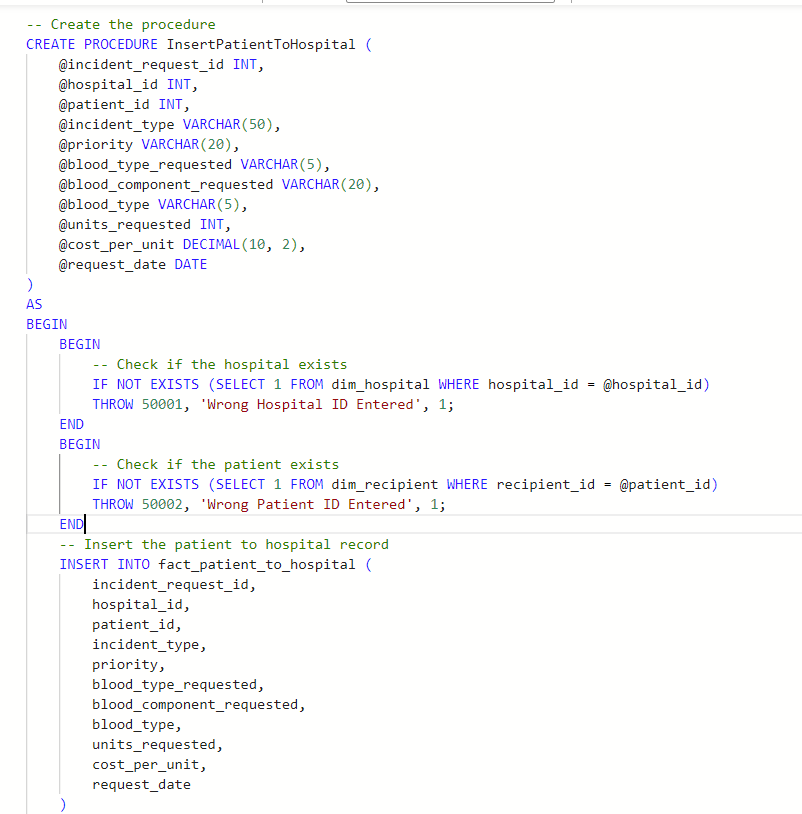 -- Create the procedure
CREATE PROCEDURE InsertPatientToHospital (
@incident_request_id INT,
@hospital_id INT,
@patient_id INT,
@incident_type VARCHAR(50),
@priority VARCHAR(20),
@blood_type_requested VARCHAR(5),
@blood_component_requested VARCHAR(20),
@blood_type VARCHAR(5),
@units_requested INT,
@cost_per_unit DECIMAL(10, 2),
@request_date DATE
)
AS
BEGIN
BEGIN
-- Check if the hospital exists
IF NOT EXISTS (SELECT 1 FROM dim_hospital WHERE hospital_id = @hospital_id)
THROW 50001, 'Wrong Hospital ID Entered', 1;
END
BEGIN
-- Check if the patient exists
IF NOT EXISTS (SELECT 1 FROM dim_recipient WHERE recipient_id = @patient_id)
THROW 50002, 'Wrong Patient ID Entered', 1;
END
-- Insert the patient to hospital record
INSERT INTO fact_patient_to_hospital (
incident_request_id,
hospital_id,
patient_id,
incident_type,
priority,
blood_type_requested,
blood_component_requested,
blood_type,
units_requested,
cost_per_unit,
request_date
)